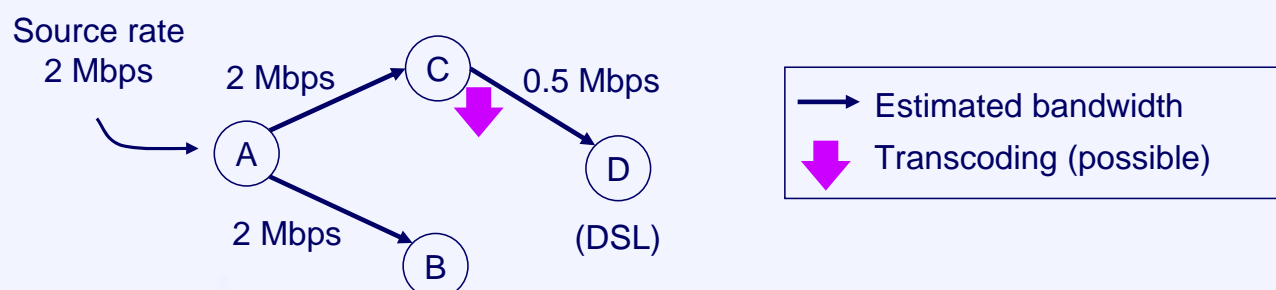 Source rate
2 Mbps
2 Mbps
C
0.5 Mbps
A
D
2 Mbps
(DSL)
B
Estimated bandwidth
Transcoding (possible)